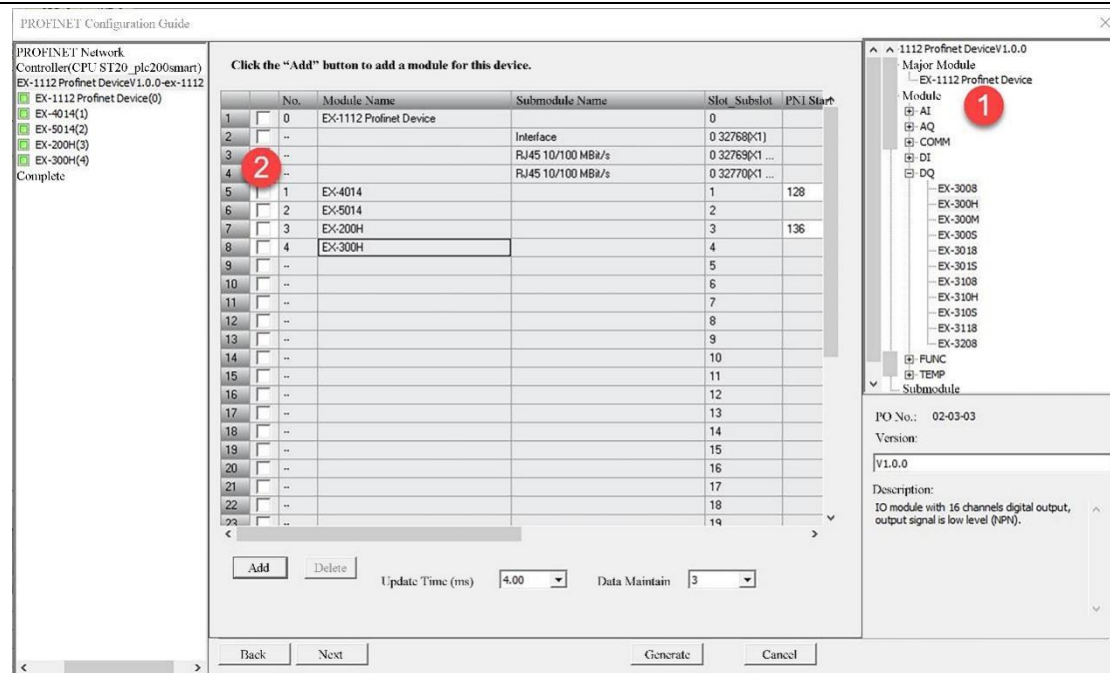 PROFINET Configuration Guide
PROFINET Network
Controller(CPU ST20_plc200smart)
EX-1112 Profinet DeviceV1.0.0-ex-1112
EX-1112 Profinet Device(0)
EX-4014(1)
EX-5014(2)
EX-200H(3)
EX-300H(4)
Complete
Click the “Add” button to add a module for this device.
No. Module Name Submodule Name Slot_Subslot PNI Start
1 0 EX-1112 Profinet Device 0
2 -- Interface 0 32768(X1)
3 -- RJ45 10/100 MBit/s 0 32769(X1 ...
4 -- RJ45 10/100 MBit/s 0 32770(X1 ...
2
5 1 EX-4014 1 128
6 2 EX-5014 2
7 3 EX-200H 3 136
8 4 EX-300H 4
9 -- 5
10 -- 6
11 -- 7
12 -- 8
13 -- 9
14 -- 10
15 -- 11
16 -- 12
17 -- 13
18 -- 14
19 -- 15
20 -- 16
21 -- 17
22 -- 18
23 -- 19
Add Delete Update Time (ms) 4.00 Data Maintain 3
Back Next Generate Cancel
1112 Profinet DeviceV1.0.0
Major Module
EX-1112 Profinet Device
Module
1
AI
AQ
COMM
DI
DQ
EX-3008
EX-300H
EX-300M
EX-300S
EX-3018
EX-301S
EX-3108
EX-310H
EX-310S
EX-3118
EX-3208
FUNC
TEMP
Submodule
PO No.: 02-03-03
Version:
V1.0.0
Description:
IO module with 16 channels digital output,
output signal is low level (NPN).